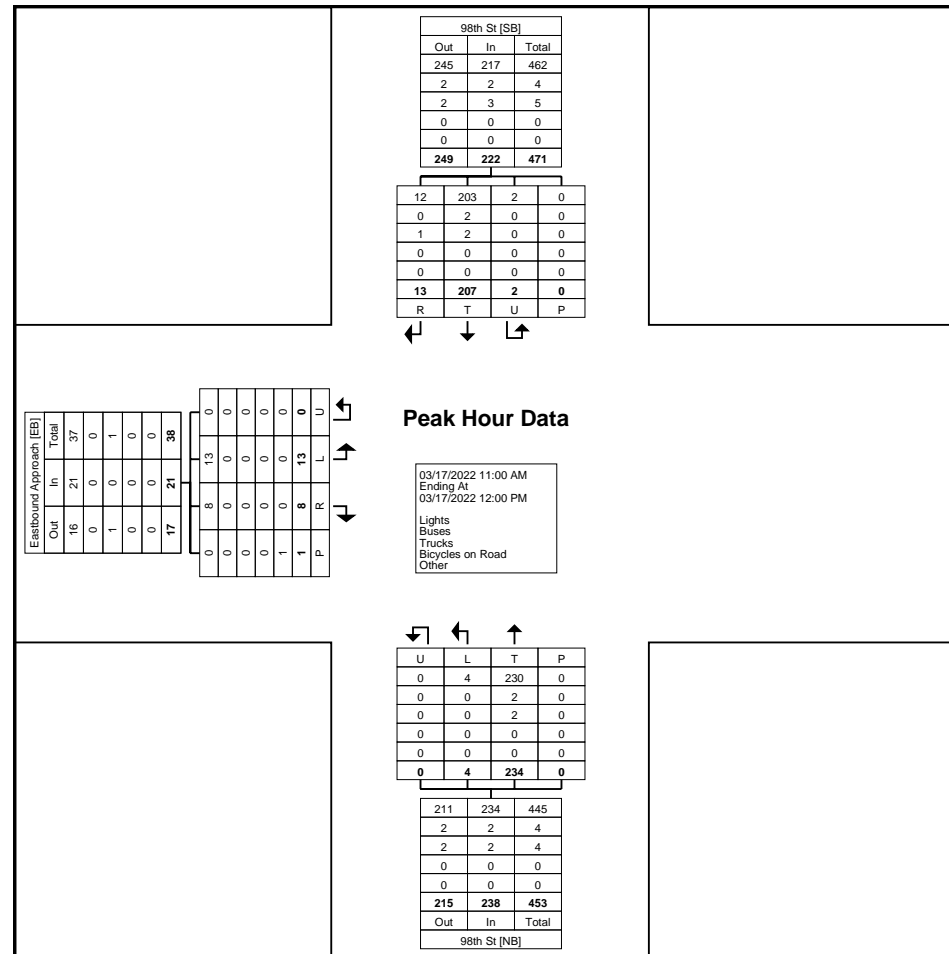 98th St [SB]
Out In Total
245 217 462
2 2 4
2 3 5
0 0 0
0 0 0
249 222 471
12 203 2 0
0 2 0 0
1 2 0 0
0 0 0 0
0 0 0 0
13 207 2 0
R T U P
Eastbound Approach [EB]
Out In Total
16 21 37
0 0 0
1 0 1
0 0 0
0 0 0
17 21 38
0 8 13 0
0 0 0 0
0 0 0 0
0 0 0 0
1 0 0 0
1 8 13 0
P R L U
Peak Hour Data
03/17/2022 11:00 AM
Ending At
03/17/2022 12:00 PM
Lights
Buses
Trucks
Bicycles on Road
Other
U L T P
0 4 230 0
0 0 2 0
0 0 2 0
0 0 0 0
0 0 0 0
0 4 234 0
211 234 445
2 2 4
2 2 4
0 0 0
0 0 0
215 238 453
Out In Total
98th St [NB]